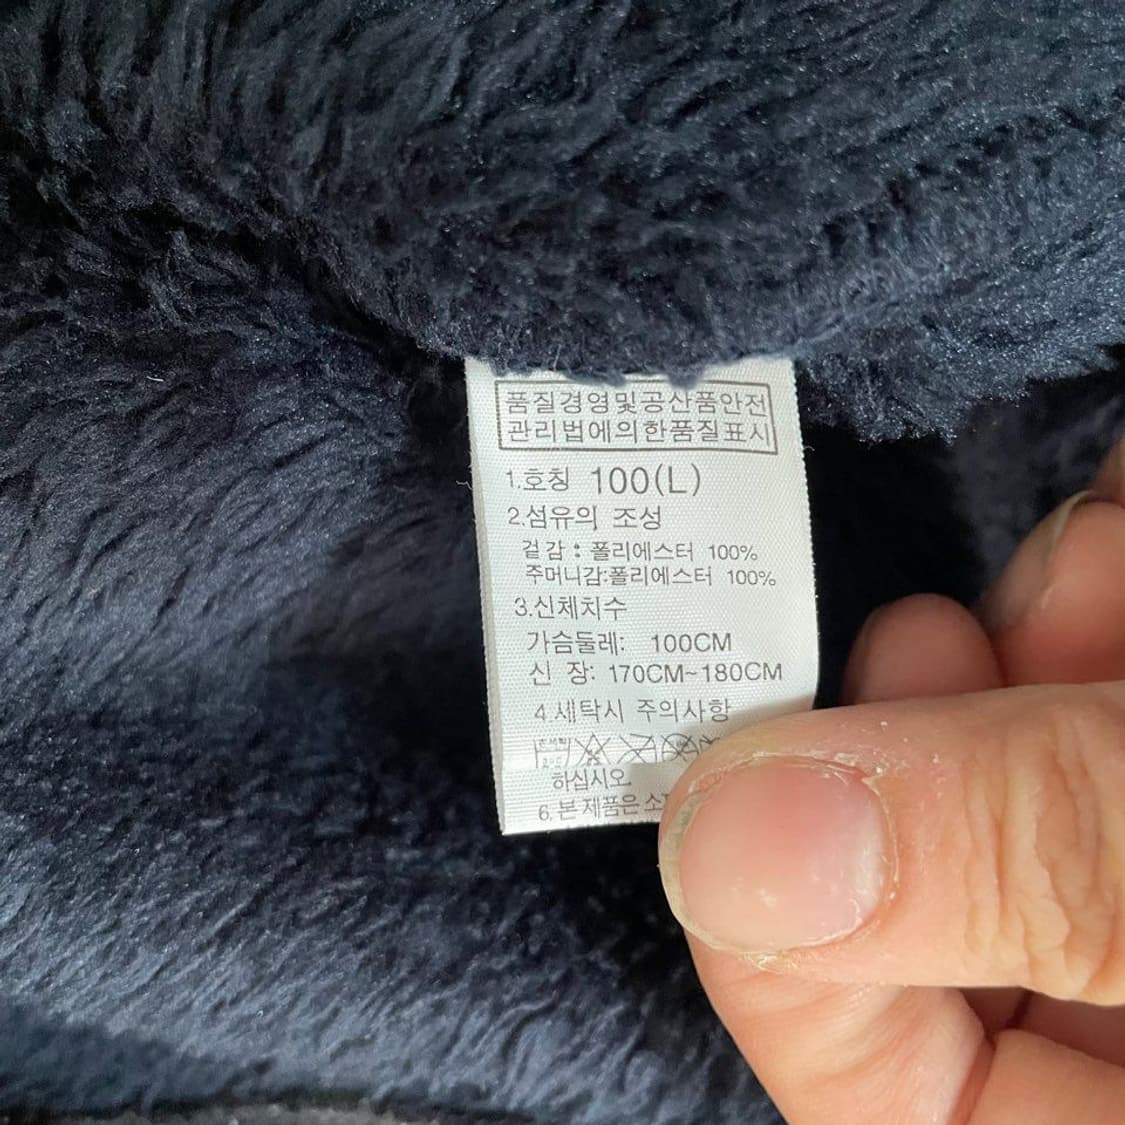 품질경영및공산품안전
관리법에의한품질표시
1.호칭 100(L)
2.섬유의 조성
겉감 : 폴리에스터 100%
주머니감:폴리에스터 100%
3.신체치수
가슴둘레: 100CM
신 장: 170CM~180CM
4.세탁시 주의사항
하십시오.
6.본 제품은